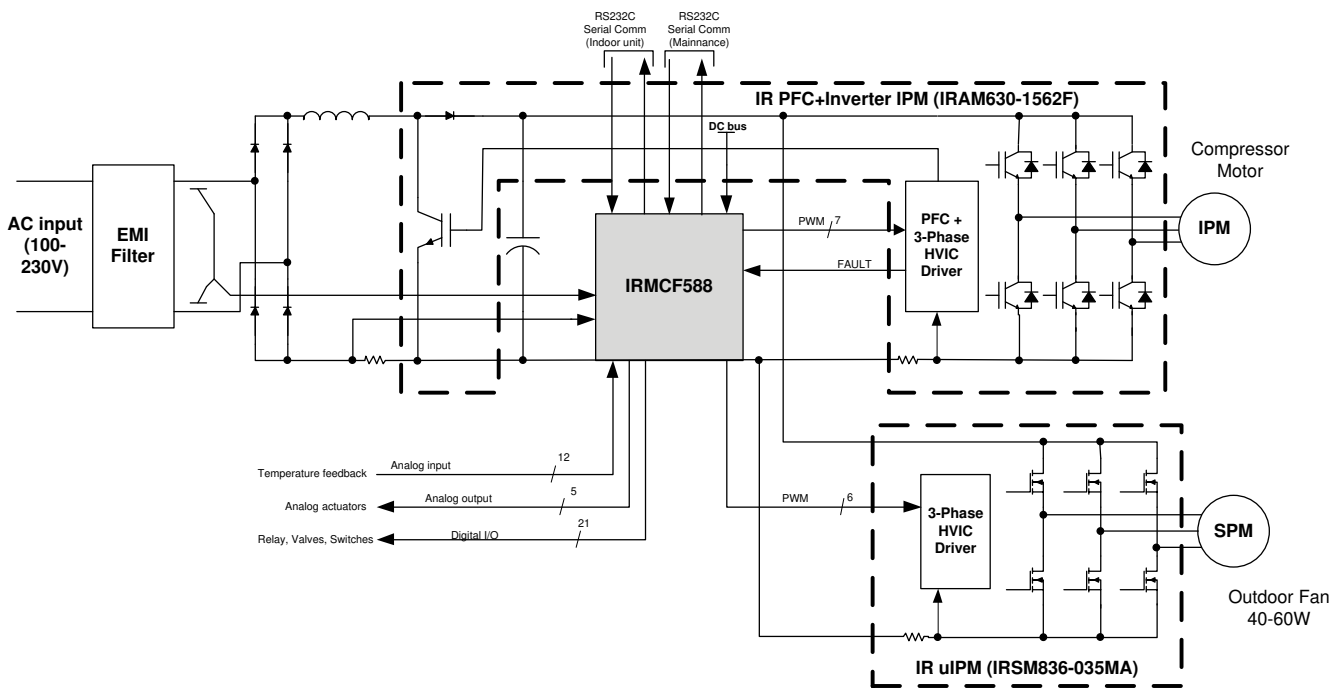 RS232C
Serial Comm
(Indoor unit)
RS232C
Serial Comm
(Mainnance)
IR PFC+Inverter IPM (IRAM630-1562F)
DC bus
Compressor
Motor
AC input
(100-
230V)
EMI
Filter
IRMCF588
PWM
7
FAULT
PFC +
3-Phase
HVIC
Driver
IPM
Temperature feedback
Analog input
12
Analog actuators
Analog output
5
Relay, Valves, Switches
Digital I/O
21
PWM
6
3-Phase
HVIC
Driver
SPM
Outdoor Fan
40-60W
IR uIPM (IRSM836-035MA)